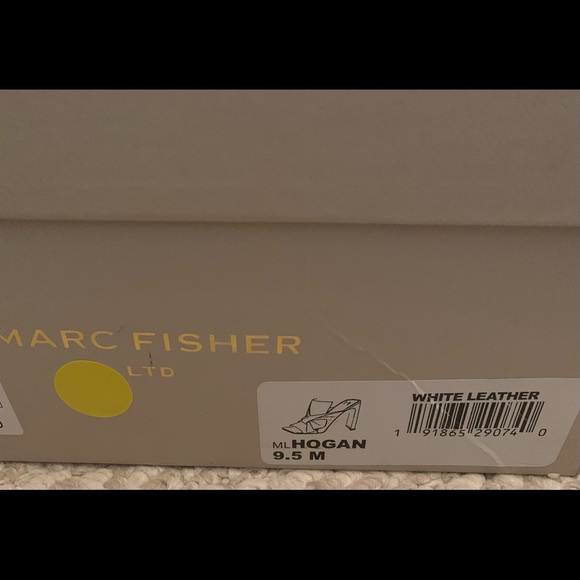 MARC FISHER
LTD
WHITE LEATHER
1 91865 29074 0
MLHOGAN
9.5 M